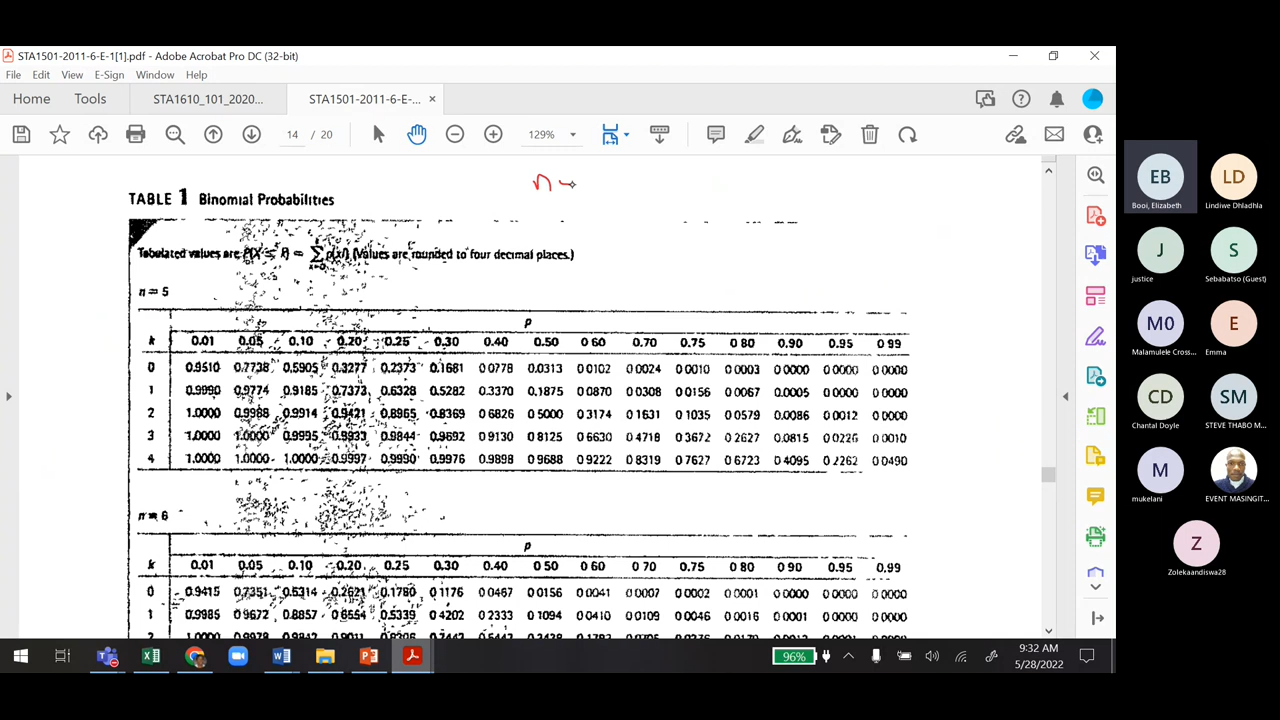 STA1501-2011-6-E-1[1].pdf - Adobe Acrobat Pro DC (32-bit)
File Edit View E-Sign Window Help
Home Tools STA1610_101_2020... STA1501-2011-6-E-... ×
14 / 20 129%
n
TABLE 1 Binomial Probabilities
Tabulated values are P(X ≤ k) = Σ p(x) (Values are rounded to four decimal places.)
n = 5
p
k 0.01 0.05 0.10 0.20 0.25 0.30 0.40 0.50 0 60 0.70 0.75 0 80 0.90 0.95 0 99
0 0.9510 0.7738 0.5905 0.3277 0.2373 0.1681 0 0778 0.0313 0 0102 0 0024 0 0010 0 0003 0.0000 0 0000 0 0000
1 0.9990 0.9774 0.9185 0.7373 0.6328 0.5282 0.3370 0.1875 0 0870 0 0308 0 0156 0 0067 0.0005 0 0000 0 0000
2 1.0000 0.9988 0.9914 0.9421 0.8965 0.8369 0 6826 0 5000 0 3174 0 1631 0 1035 0 0579 0 0086 0 0012 0 0000
3 1.0000 1.0000 0.9995 0.9933 0.9844 0.9692 0 9130 0 8125 0 6630 0 4718 0 3672 0 2627 0.0815 0 0226 0 0010
4 1.0000 1.0000 1.0000 0.9997 0.9990 0.9976 0 9898 0 9688 0 9222 0 8319 0 7627 0 6723 0 4095 0 2262 0 0490
n = 6
p
k 0.01 0.05 0.10 0.20 0.25 0.30 0.40 0 50 0 60 0 70 0.75 0 80 0 90 0.95 0.99
0 0.9415 0.7351 0.5314 0.2621 0.1780 0 1176 0 0467 0 0156 0 0041 0 0007 0 0002 0 0001 0 0000 0 0000 0 0000
1 0.9985 0.9672 0.8857 0.6554 0.5339 0.4202 0 2333 0 1094 0 0410 0 0109 0 0046 0 0016 0 0001 0 0000 0 0000
EB LD
Booi, Elizabeth Lindiwe Dhladhla
J S
justice Sebabatso (Guest)
M0 E
Malamulele Cross... Emma
CD SM
Chantal Doyle STEVE THABO M...
M
mukelani EVENT MASINGIT...
Z
Zolekaandiswa28
96% 9:32 AM
5/28/2022